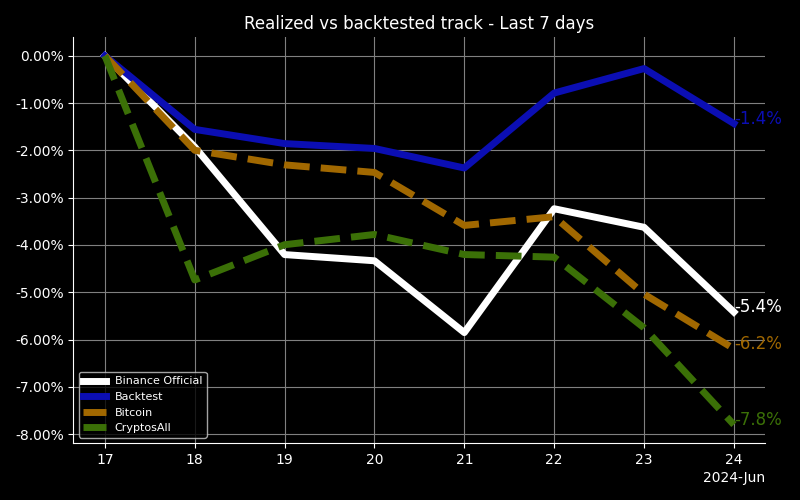 Realized vs backtested track - Last 7 days
0.00%
-1.00%
-2.00%
-3.00%
-4.00%
-5.00%
-6.00%
-7.00%
-8.00%
-1.4%
-5.4%
-6.2%
-7.8%
Binance Official
Backtest
Bitcoin
CryptosAll
17 18 19 20 21 22 23 24
2024-Jun